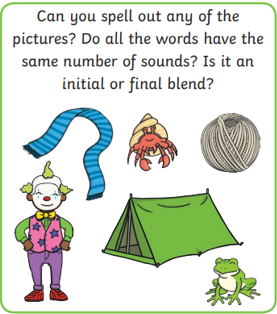 Can you spell out any of the
pictures? Do all the words have the
same number of sounds? Is it an
initial or final blend?